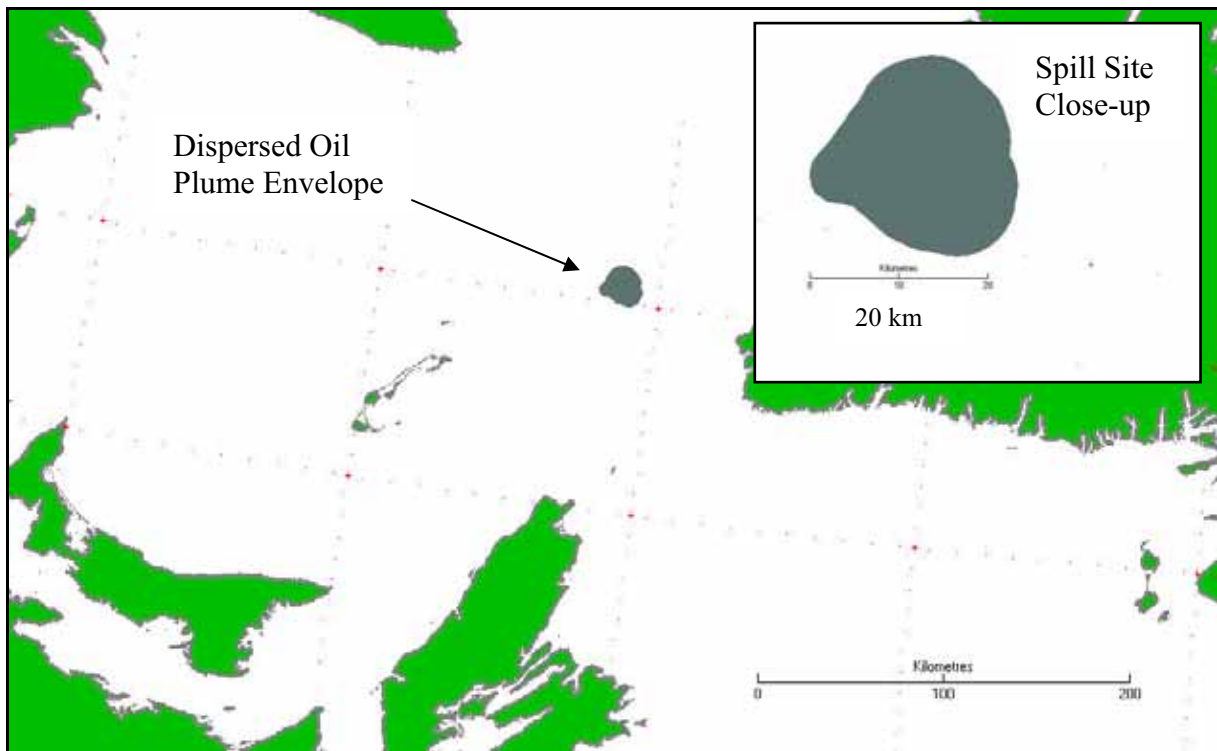 Dispersed Oil
Plume Envelope
Spill Site
Close-up
Kilometres
0 10 20
20 km
Kilometres
0 100 200